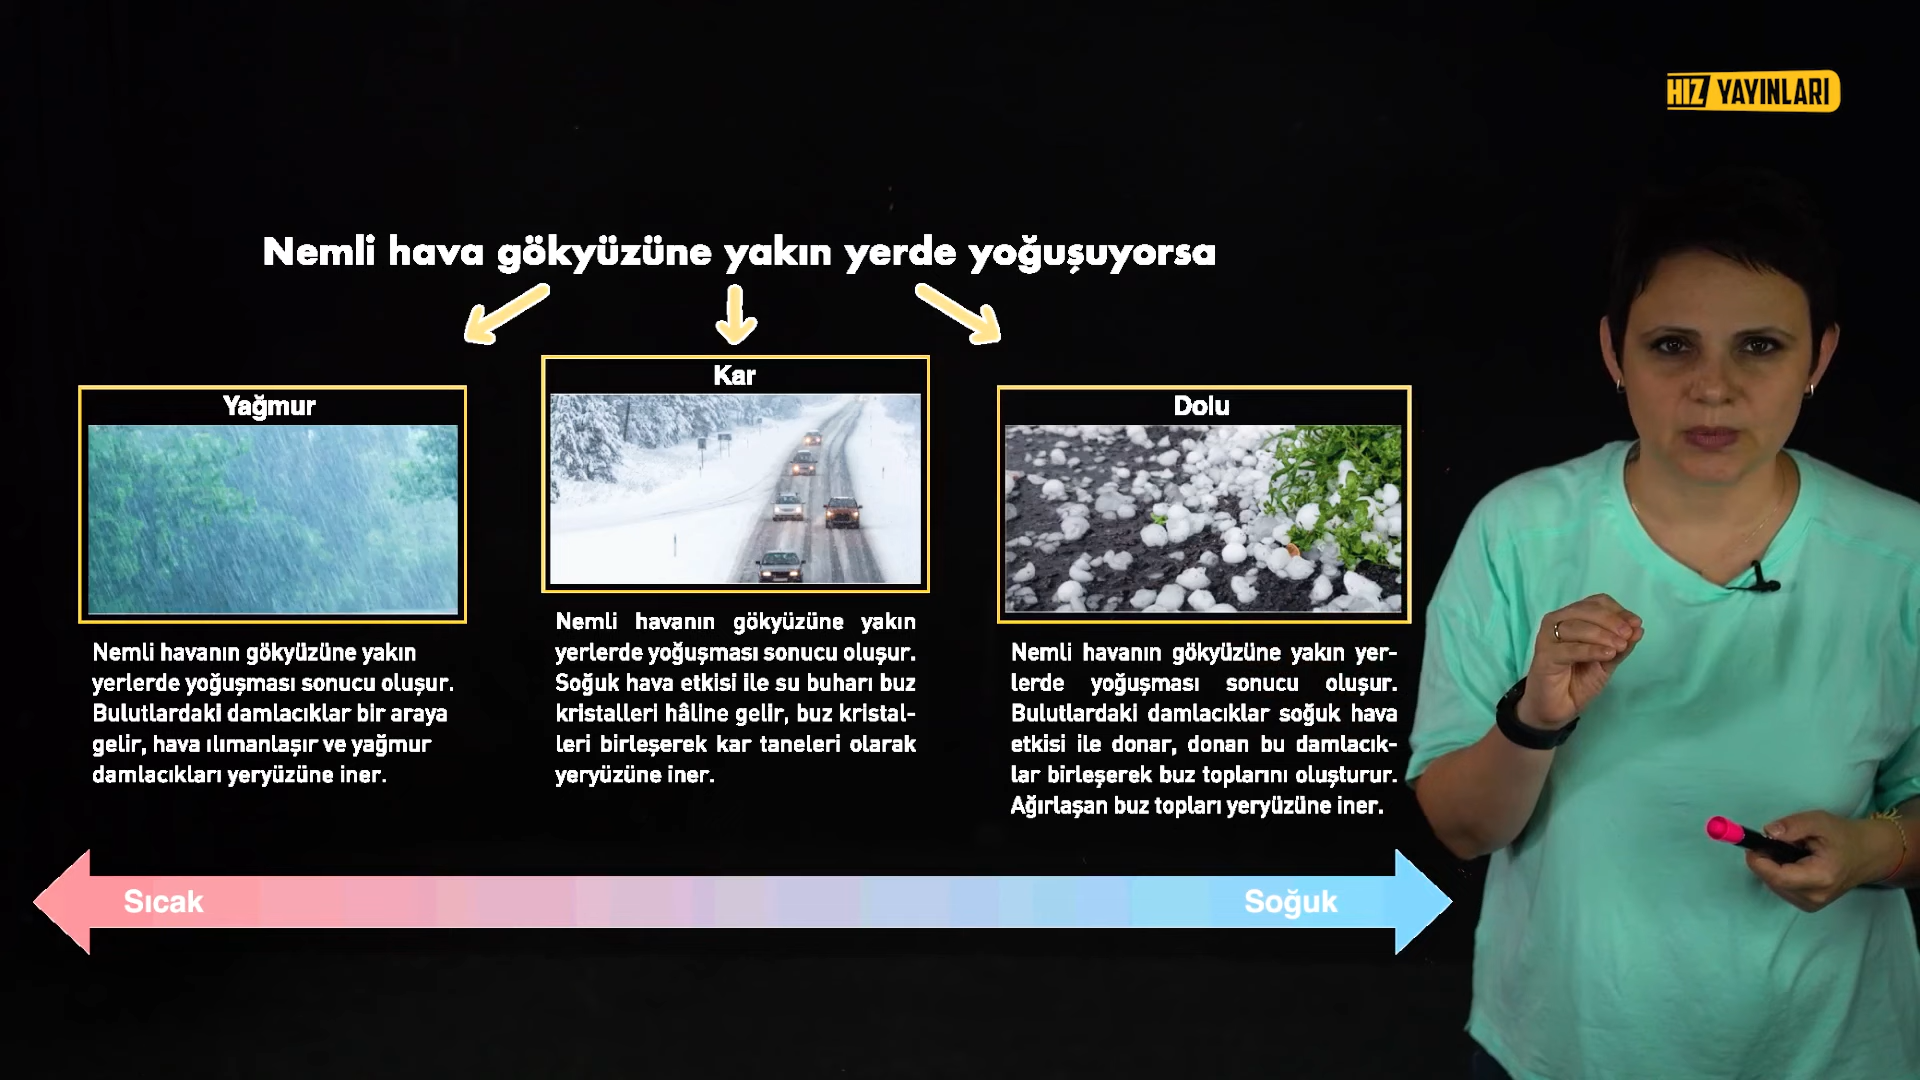 HIZ YAYINLARI
Nemli hava gökyüzüne yakın yerde yoğuşuyorsa
Yağmur
Nemli havanın gökyüzüne yakın
yerlerde yoğuşması sonucu oluşur.
Bulutlardaki damlacıklar bir araya
gelir, hava ılımanlaşır ve yağmur
damlacıkları yeryüzüne iner.
Kar
Nemli havanın gökyüzüne yakın
yerlerde yoğuşması sonucu oluşur.
Soğuk hava etkisi ile su buharı buz
kristalleri hâline gelir, buz kristal-
leri birleşerek kar taneleri olarak
yeryüzüne iner.
Dolu
Nemli havanın gökyüzüne yakın yer-
lerde yoğuşması sonucu oluşur.
Bulutlardaki damlacıklar soğuk hava
etkisi ile donar, donan bu damlacık-
lar birleşerek buz toplarını oluşturur.
Ağırlaşan buz topları yeryüzüne iner.
Sıcak
Soğuk